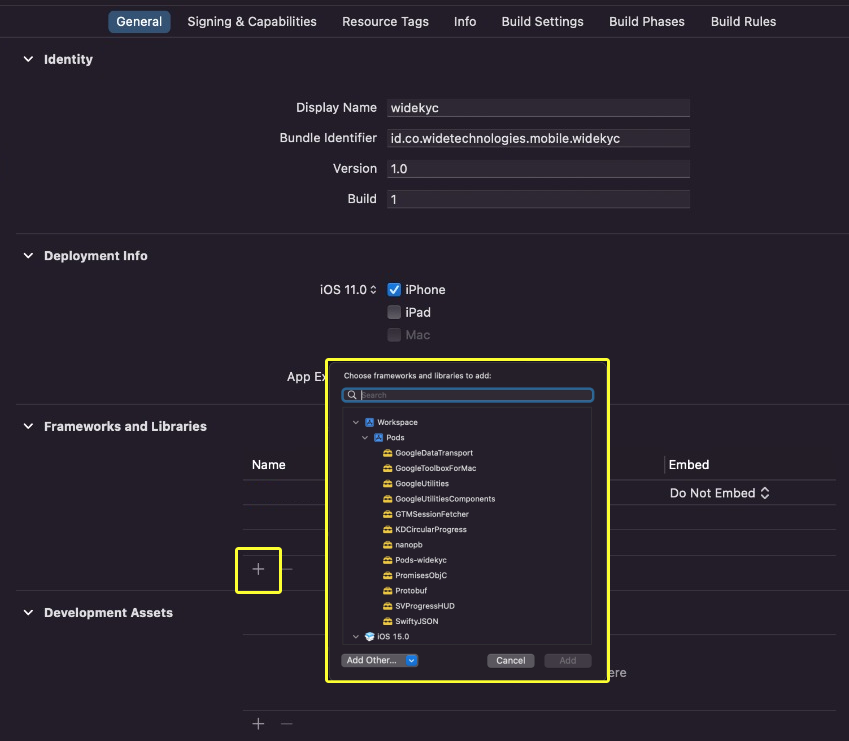 General Signing & Capabilities Resource Tags Info Build Settings Build Phases Build Rules
Identity
Display Name widekyc
Bundle Identifier id.co.widetechnologies.mobile.widekyc
Version 1.0
Build 1
Deployment Info
iOS 11.0 iPhone
iPad
Mac
App Ex
Choose frameworks and libraries to add:
Search
Workspace
Pods
GoogleDataTransport
GoogleToolboxForMac
GoogleUtilities
GoogleUtilitiesComponents
GTMSessionFetcher
KDCircularProgress
nanopb
Pods-widekyc
PromisesObjC
Protobuf
SVProgressHUD
SwiftyJSON
iOS 15.0
Add Other... Cancel Add
Frameworks and Libraries
Name Embed
Do Not Embed
Development Assets
ere